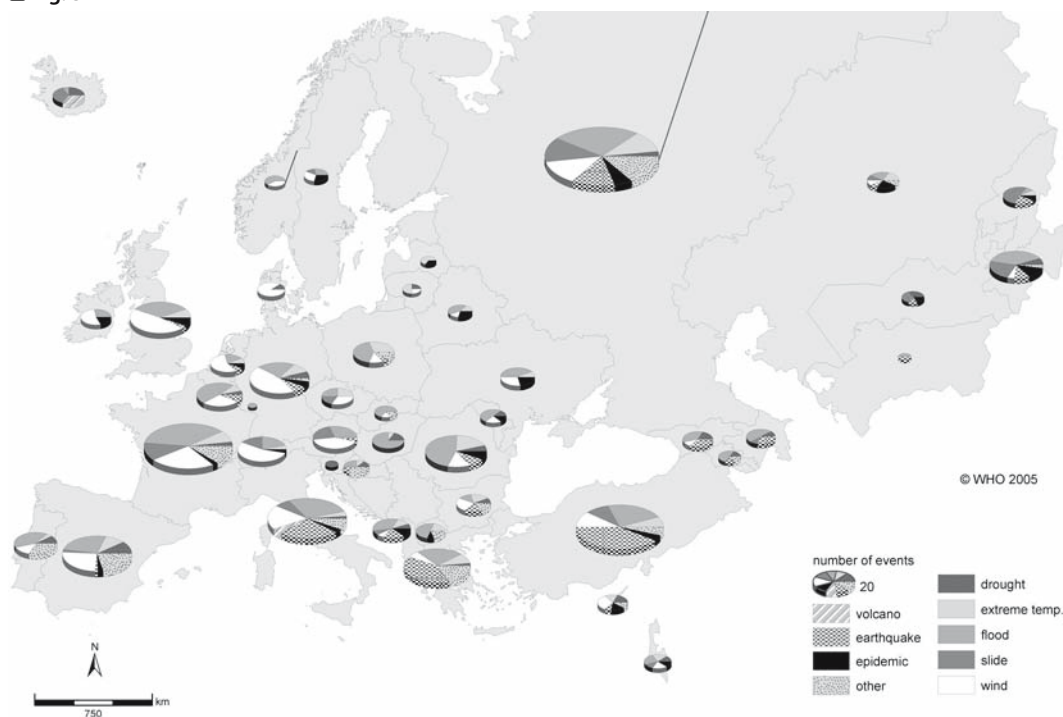 © WHO 2005
number of events
20
volcano
earthquake
epidemic
other
drought
extreme temp.
flood
slide
wind
N
km
750